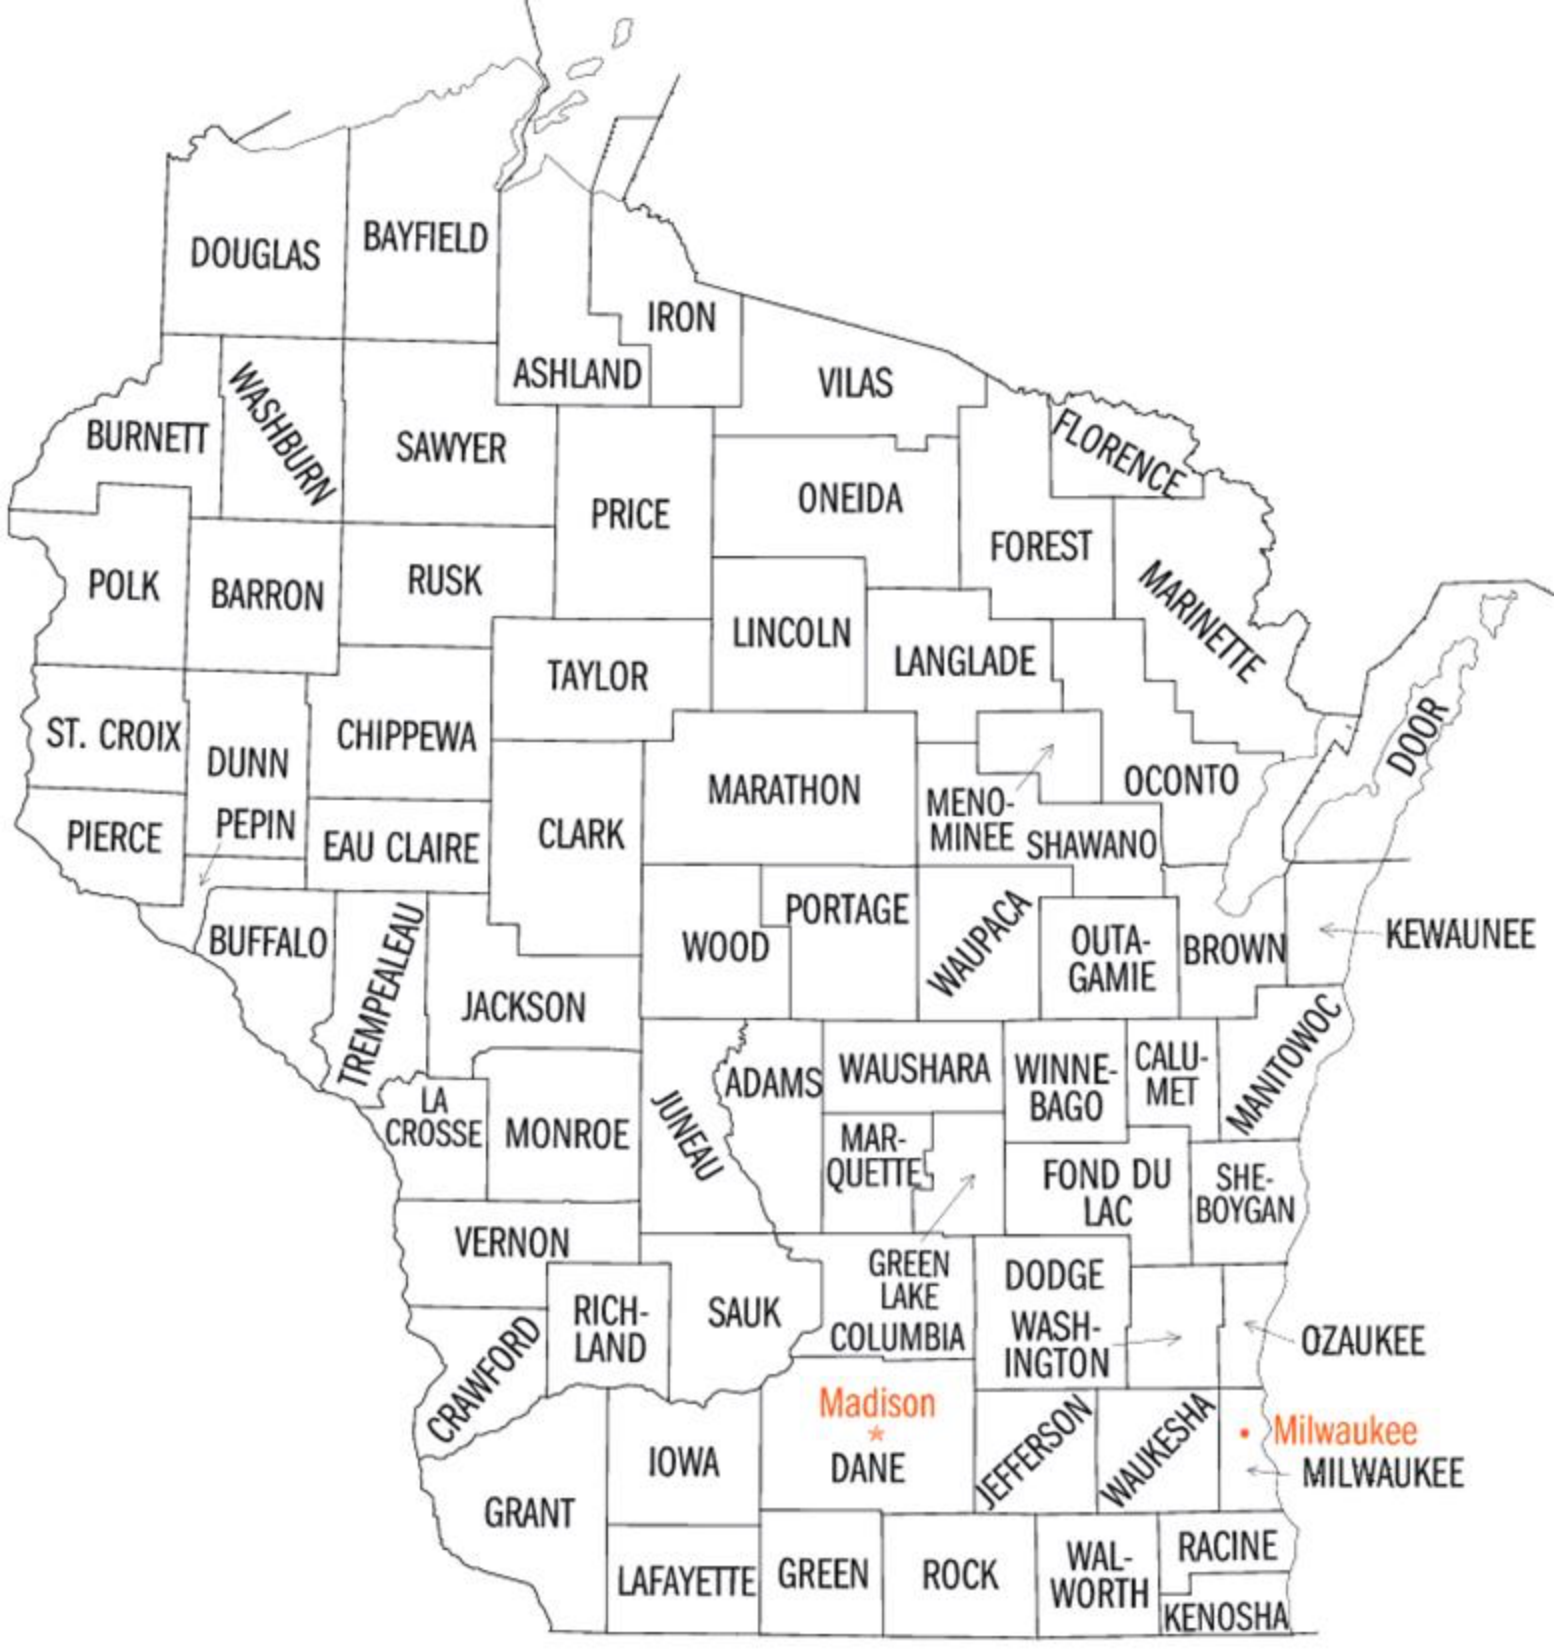 DOUGLAS
BAYFIELD
IRON
ASHLAND
VILAS
BURNETT
WASHBURN
SAWYER
FLORENCE
PRICE
ONEIDA
FOREST
POLK
BARRON
RUSK
MARINETTE
LINCOLN
LANGLADE
TAYLOR
ST. CROIX
DUNN
CHIPPEWA
DOOR
MARATHON
OCONTO
MENO-
MINEE
SHAWANO
PIERCE
PEPIN
EAU CLAIRE
CLARK
BUFFALO
TREMPEALEAU
JACKSON
WOOD
PORTAGE
WAUPACA
OUTA-
GAMIE
BROWN
KEWAUNEE
LA
CROSSE
MONROE
JUNEAU
ADAMS
WAUSHARA
WINNE-
BAGO
CALU-
MET
MANITOWOC
MAR-
QUETTE
FOND DU
LAC
SHE-
BOYGAN
VERNON
RICH-
LAND
SAUK
GREEN
LAKE
COLUMBIA
DODGE
WASH-
INGTON
OZAUKEE
CRAWFORD
Madison
DANE
JEFFERSON
WAUKESHA
Milwaukee
MILWAUKEE
GRANT
IOWA
LAFAYETTE
GREEN
ROCK
WAL-
WORTH
RACINE
KENOSHA